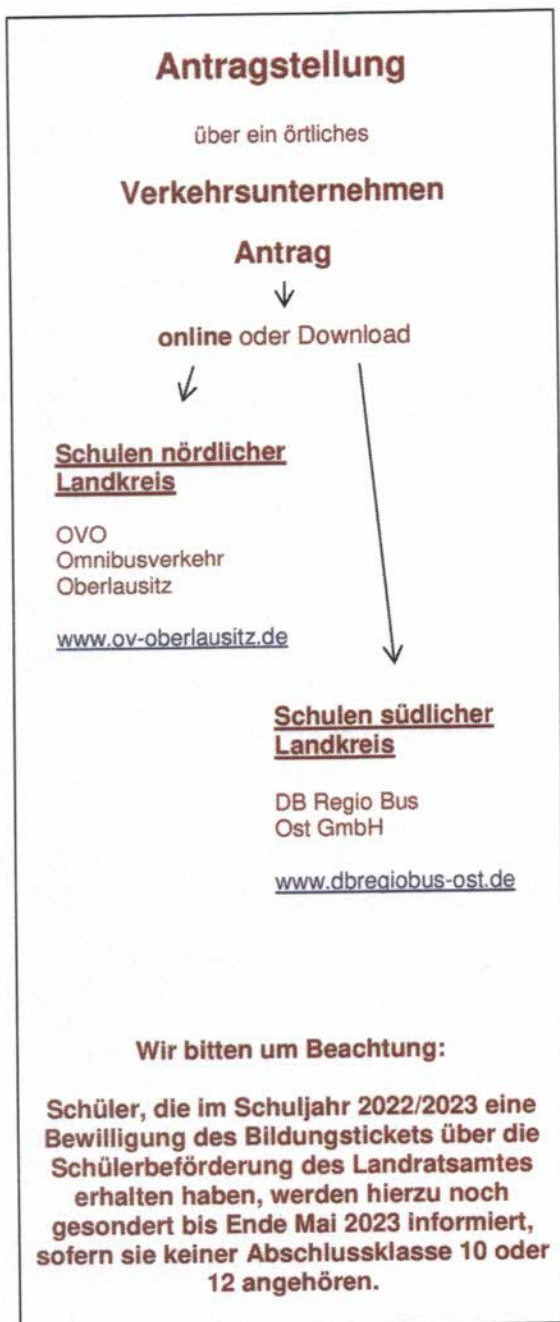 Antragstellung
über ein örtliches
Verkehrsunternehmen
Antrag
online oder Download
Schulen nördlicher
Landkreis
OVO
Omnibusverkehr
Oberlausitz
www.ov-oberlausitz.de
Schulen südlicher
Landkreis
DB Regio Bus
Ost GmbH
www.dbregiobus-ost.de
Wir bitten um Beachtung:
Schüler, die im Schuljahr 2022/2023 eine
Bewilligung des Bildungstickets über die
Schülerbeförderung des Landratsamtes
erhalten haben, werden hierzu noch
gesondert bis Ende Mai 2023 informiert,
sofern sie keiner Abschlussklasse 10 oder
12 angehören.